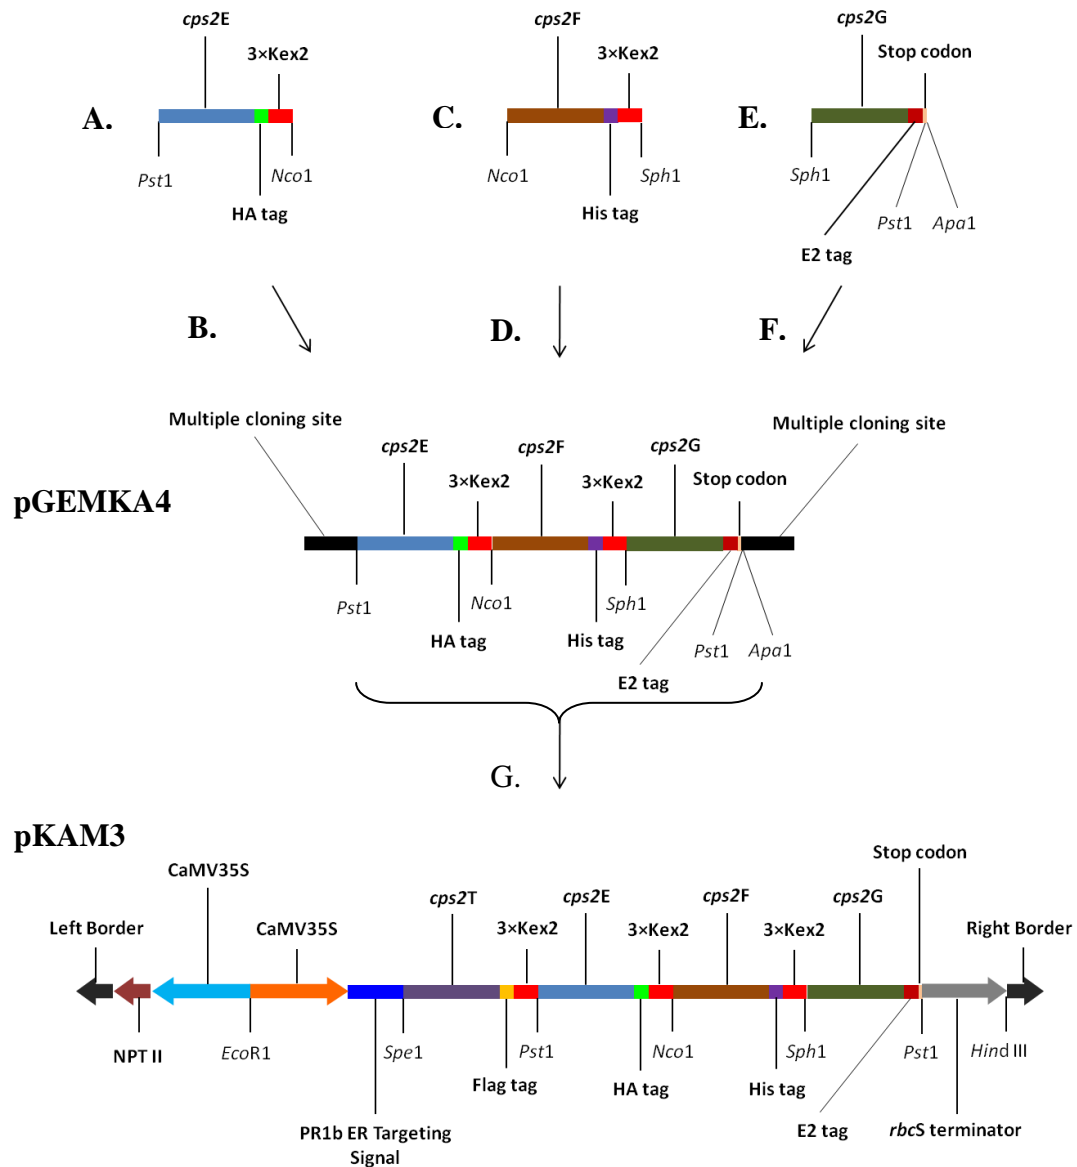 cps2E
3×Kex2
A.
Pst1
Nco1
HA tag
cps2F
3×Kex2
C.
Nco1
Sph1
His tag
cps2G
Stop codon
E.
Sph1
Pst1
Apa1
E2 tag
B.
D.
F.
Multiple cloning site
Multiple cloning site
cps2E
cps2F
cps2G
3×Kex2
3×Kex2
Stop codon
pGEMKA4
Pst1
Nco1
Sph1
HA tag
His tag
Pst1
Apa1
E2 tag
G.
pKAM3
Stop codon
CaMV35S
cps2T
cps2E
cps2F
cps2G
Left Border
CaMV35S
3×Kex2
3×Kex2
3×Kex2
Right Border
NPT II
EcoR1
Spe1
Pst1
Nco1
Sph1
Pst1
Hind III
Flag tag
HA tag
His tag
PR1b ER Targeting
Signal
E2 tag
rbcS terminator